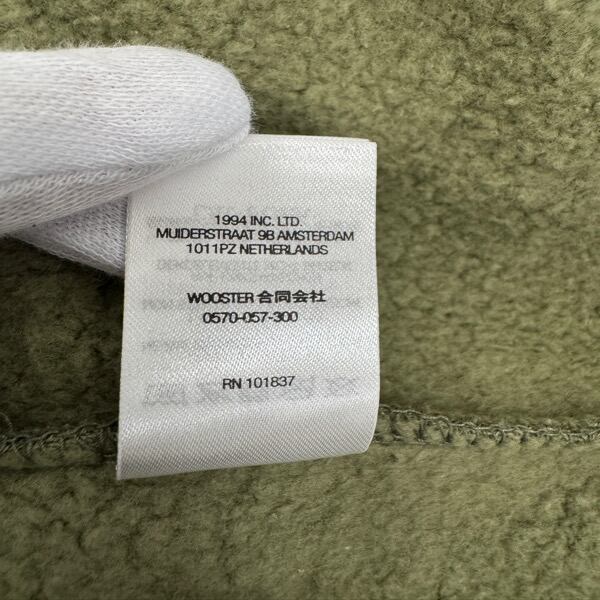 1994 INC. LTD.
MUIDERSTRAAT 9B AMSTERDAM
1011PZ NETHERLANDS
WOOSTER 合同会社
0570-057-300
RN 101837